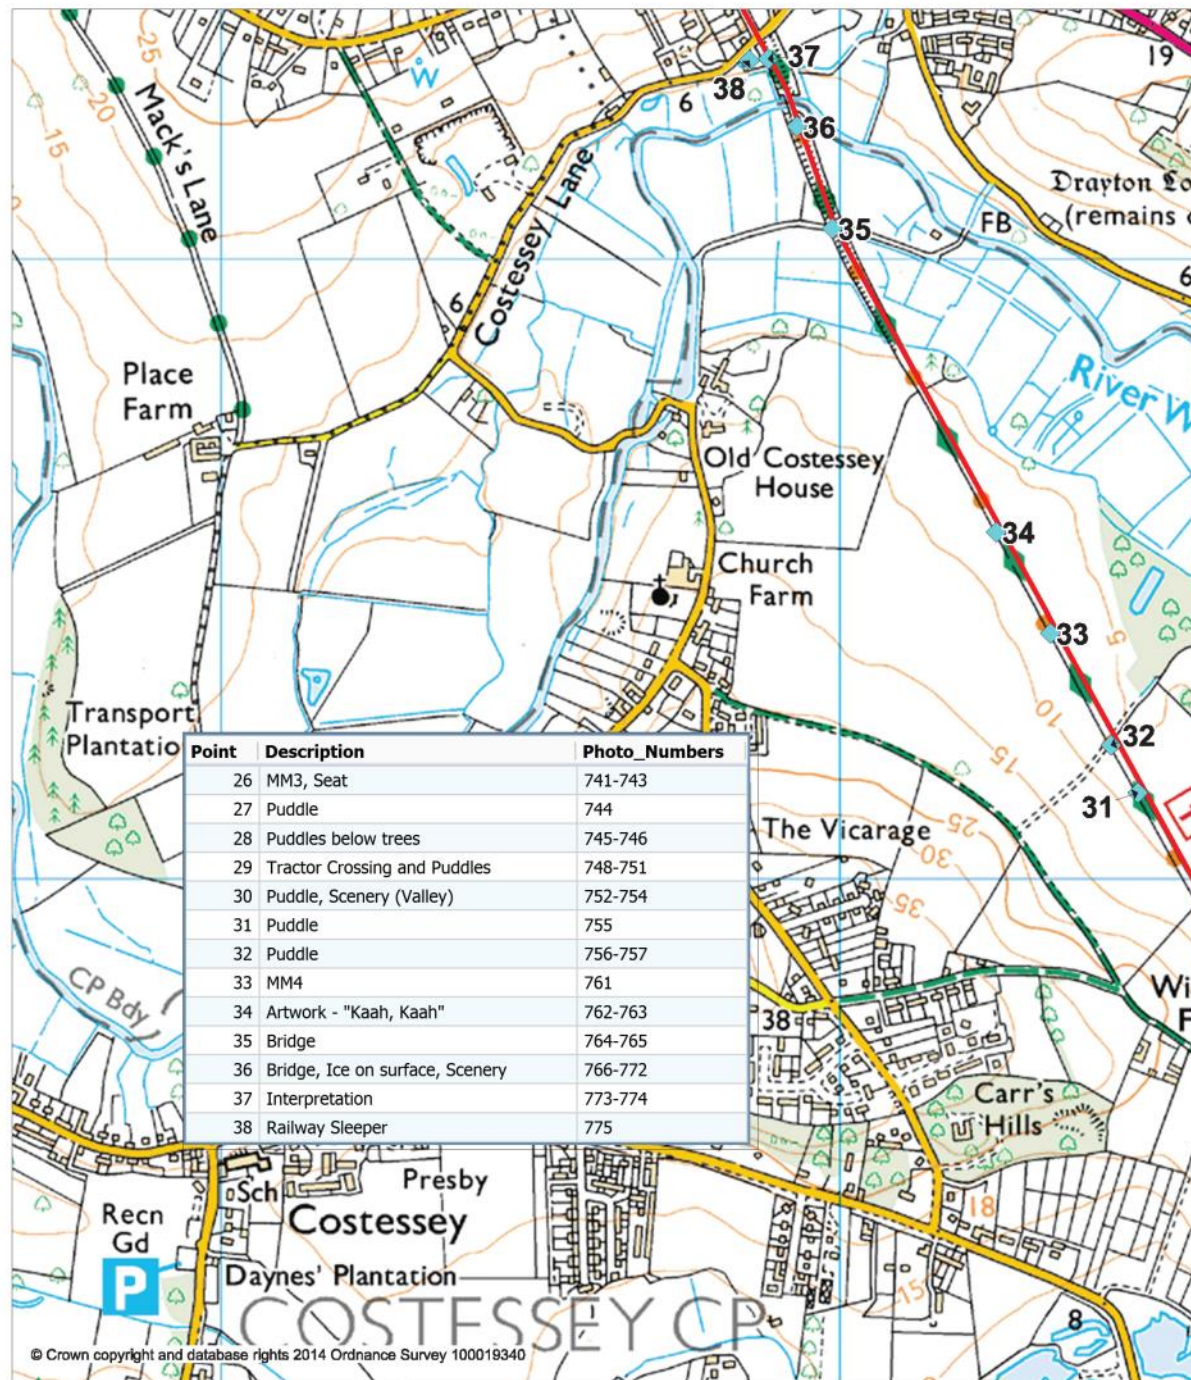 25
20
15
Mack's Lane
W
6
Costessey Lane
37
38
36
35
19
Drayton
(remains
FB
6
6
Place
Farm
River W
Old Costessey
House
34
Church
Farm
33
5
10
15
32
31
Transport
Plantatio
The Vicarage
25
30
35
Point Description Photo_Numbers
26 MM3, Seat 741-743
27 Puddle 744
28 Puddles below trees 745-746
29 Tractor Crossing and Puddles 748-751
30 Puddle, Scenery (Valley) 752-754
31 Puddle 755
32 Puddle 756-757
33 MM4 761
34 Artwork - "Kaah, Kaah" 762-763
35 Bridge 764-765
36 Bridge, Ice on surface, Scenery 766-772
37 Interpretation 773-774
38 Railway Sleeper 775
CP Bdy
38
Wi
F
Carr's
Hills
Sch
Presby
Costessey
Recn
Gd
P
18
15
Daynes' Plantation
COSTESSEY CP
8
© Crown copyright and database rights 2014 Ordnance Survey 100019340